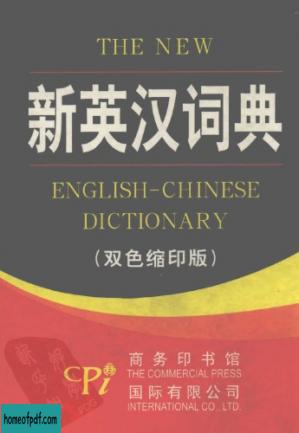 THE NEW
新英汉词典
ENGLISH-CHINESE
DICTIONARY
(双色缩印版)
CPi
商务印书馆
THE COMMERCIAL PRESS
国际有限公司
INTERNATIONAL CO., LTD.
homeofpdf.com